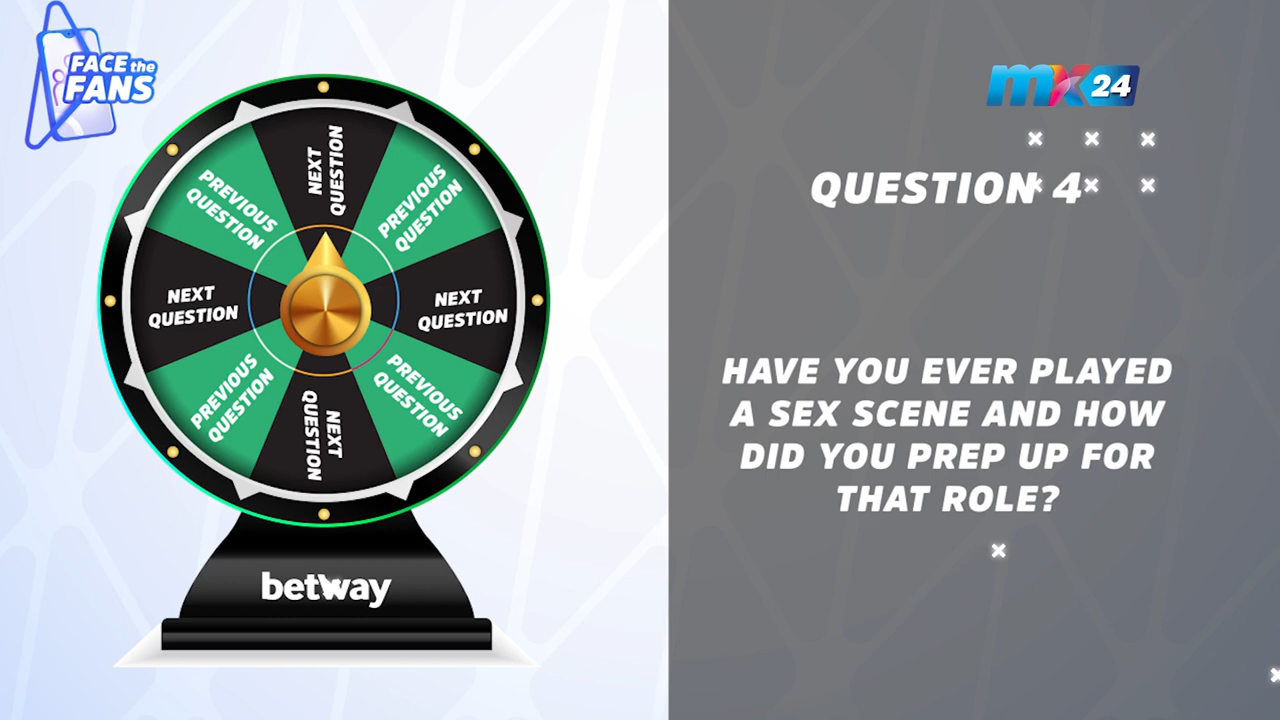 FACE the
FANS
NEXT
QUESTION
PREVIOUS
QUESTION
NEXT
QUESTION
PREVIOUS
QUESTION
NEXT
QUESTION
PREVIOUS
QUESTION
NEXT
QUESTION
PREVIOUS
QUESTION
betway
mx24
QUESTION 4
HAVE YOU EVER PLAYED
A SEX SCENE AND HOW
DID YOU PREP UP FOR
THAT ROLE?